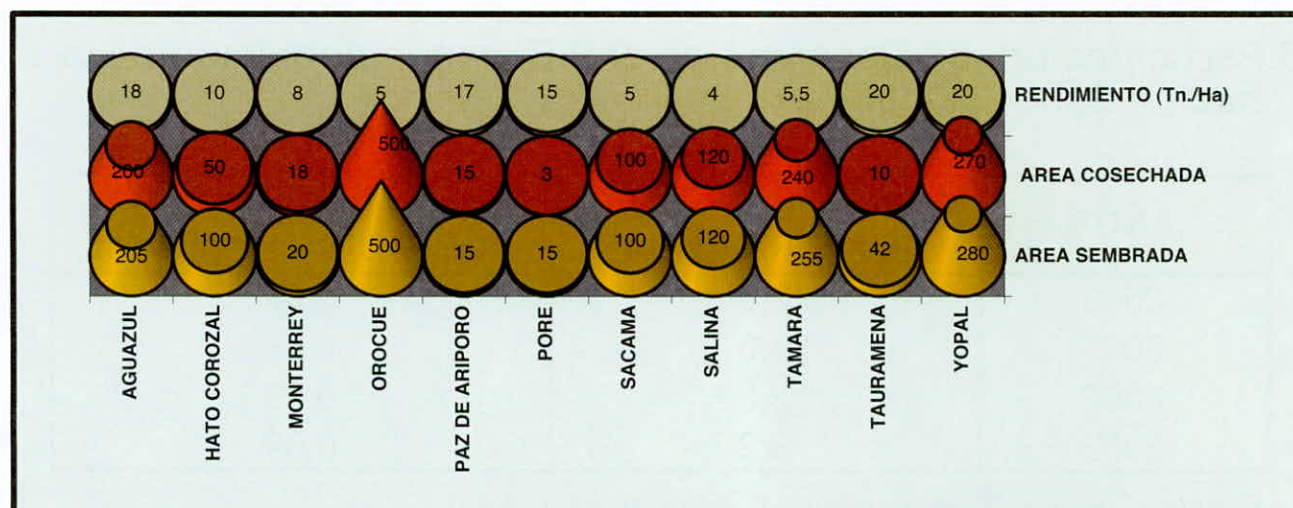 18 10 8 5 17 15 5 4 5,5 20 20 RENDIMIENTO (Tn./Ha)
200 50 18 500 15 3 100 120 240 10 270 AREA COSECHADA
205 100 20 500 15 15 100 120 255 42 280 AREA SEMBRADA
AGUAZUL
HATO COROZAL
MONTERREY
OROCUE
PAZ DE ARIPORO
PORE
SACAMA
SALINA
TAMARA
TAURAMENA
YOPAL